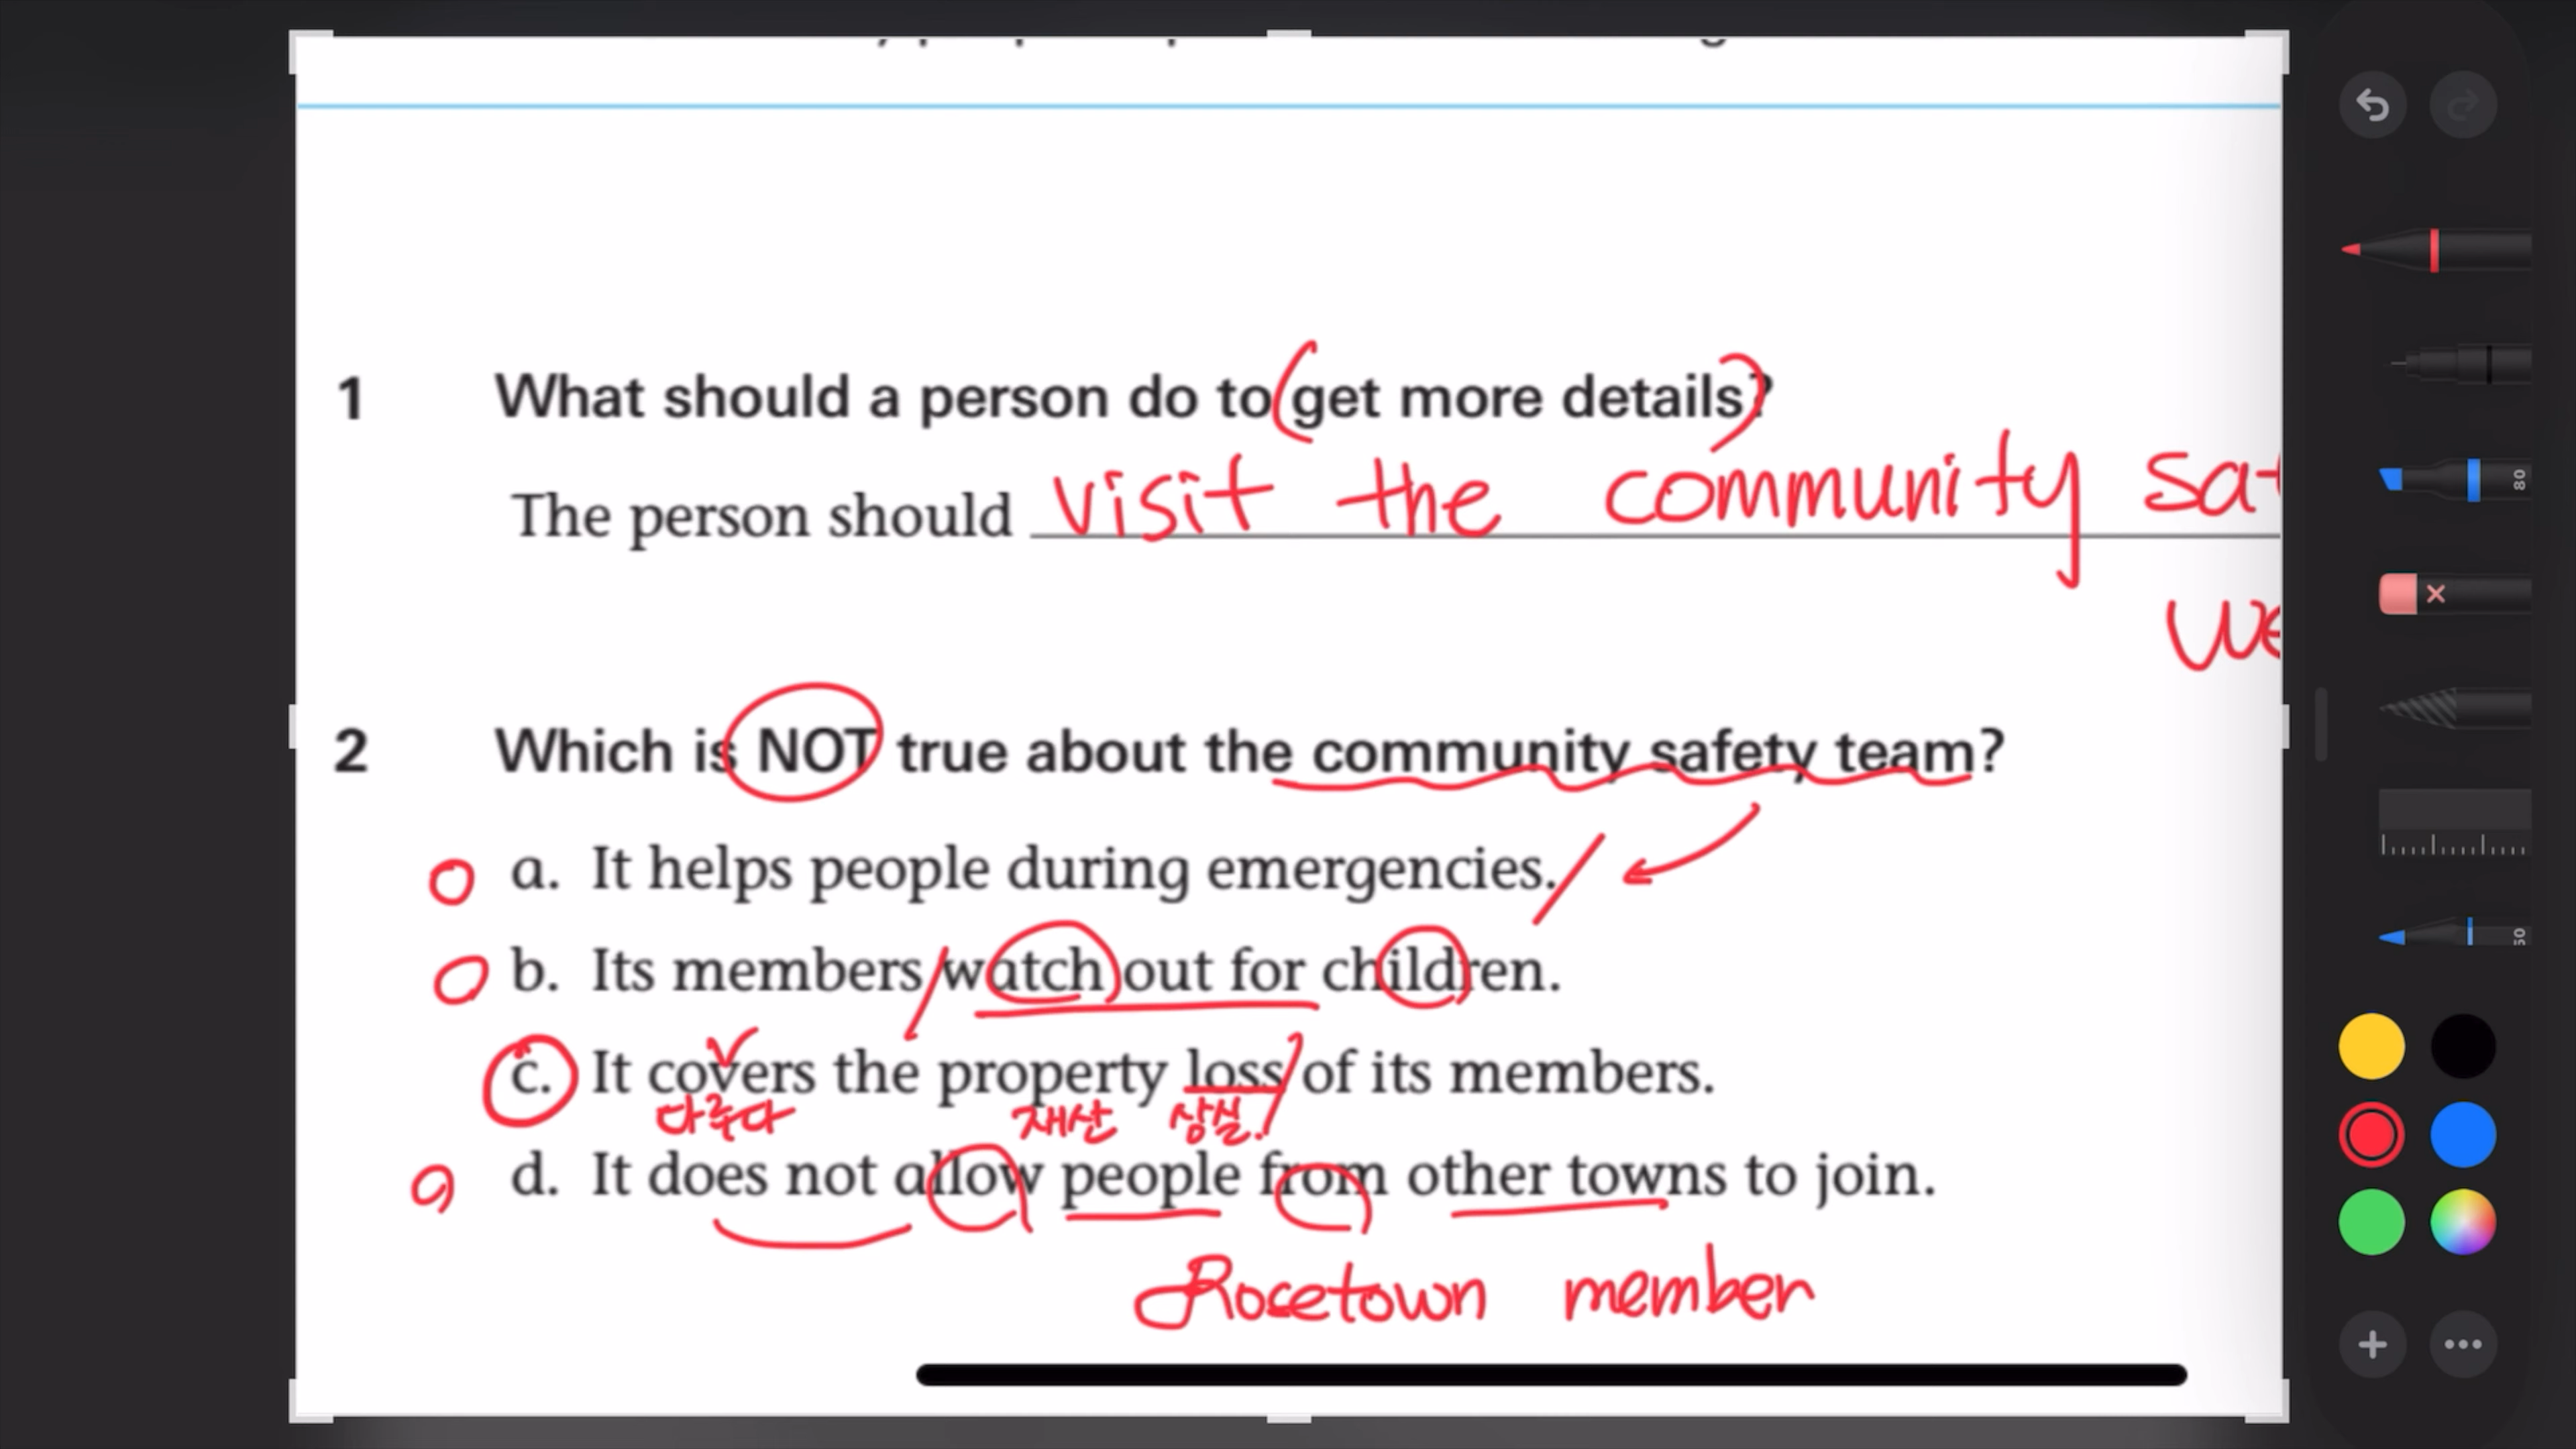 1 What should a person do to get more details?
The person should visit the community
2 Which is NOT true about the community safety team?
a. It helps people during emergencies.
b. Its members watch out for children.
c. It covers the property loss of its members.
다루다 재산 상실.
d. It does not allow people from other towns to join.
Rosetown member
80
50